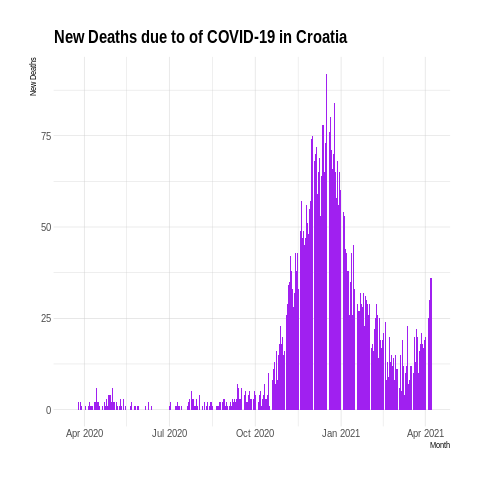 New Deaths due to of COVID-19 in Croatia
New Deaths
75
50
25
0
Apr 2020
Jul 2020
Oct 2020
Jan 2021
Apr 2021
Month